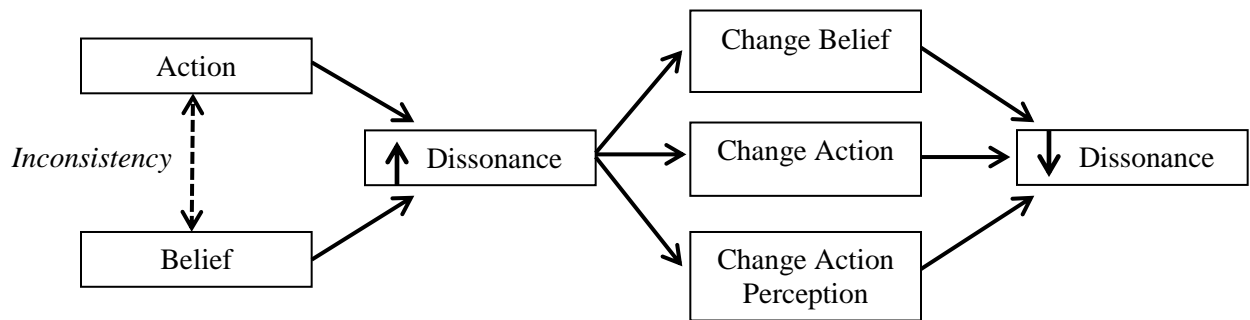 Action
Inconsistency
Belief
Dissonance
Change Belief
Change Action
Change Action
Perception
Dissonance